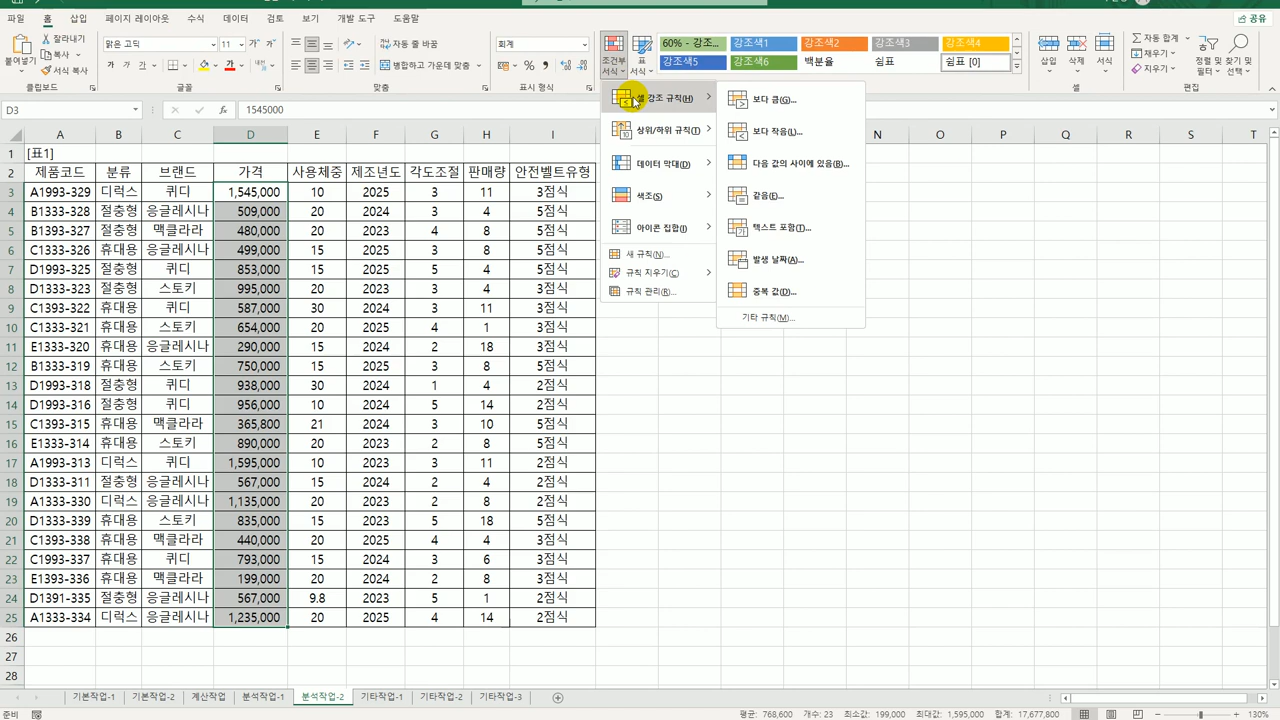 파일 홈 삽입 페이지 레이아웃 수식 데이터 검토 보기 개발 도구 도움말 공유
붙여넣기 잘라내기 복사 서식 복사 클립보드
맑은 고딕 11 가 가 가 글꼴
자동 줄 바꿈 병합하고 가운데 맞춤 맞춤
회계 % 표시 형식
조건부 서식 표 서식
60% - 강조... 강조색1 강조색2 강조색3 강조색4
강조색5 강조색6 백분율 쉼표 쉼표 [0]
삽입 삭제 서식 셀
자동 합계 채우기 지우기 정렬 및 필터 찾기 및 선택 편집
D3 fx 1545000
셀 강조 규칙(H)
상위/하위 규칙(T)
데이터 막대(D)
색조(S)
아이콘 집합(I)
새 규칙(N)...
규칙 지우기(C)
규칙 관리(R)...
보다 큼(G)...
보다 작음(L)...
다음 값의 사이에 있음(B)...
같음(E)...
텍스트 포함(T)...
발생 날짜(A)...
중복 값(D)...
기타 규칙(M)...
A B C D E F G H I N O P Q R S T
1 [표1]
2 제품코드 분류 브랜드 가격 사용체중 제조년도 각도조절 판매량 안전벨트유형
3 A1993-329 디럭스 퀴디 1,545,000 10 2025 3 11 3점식
4 B1333-328 절충형 응글레시나 509,000 20 2024 3 4 5점식
5 B1393-327 절충형 맥클라라 480,000 20 2023 4 8 5점식
6 C1333-326 휴대용 응글레시나 499,000 15 2025 3 8 5점식
7 D1993-325 절충형 퀴디 853,000 15 2025 5 4 3점식
8 D1333-323 절충형 스토키 995,000 20 2023 2 4 5점식
9 C1393-322 휴대용 퀴디 587,000 30 2024 3 11 3점식
10 C1333-321 휴대용 스토키 654,000 20 2025 4 1 3점식
11 E1333-320 휴대용 응글레시나 290,000 15 2024 2 18 3점식
12 B1333-319 휴대용 스토키 750,000 15 2025 3 8 5점식
13 D1993-318 절충형 퀴디 938,000 30 2024 1 4 2점식
14 D1993-316 절충형 퀴디 956,000 10 2024 5 14 2점식
15 C1393-315 휴대용 맥클라라 365,800 21 2024 3 10 5점식
16 E1333-314 휴대용 스토키 890,000 20 2023 2 8 5점식
17 A1993-313 디럭스 퀴디 1,595,000 10 2023 3 11 2점식
18 D1333-311 절충형 응글레시나 567,000 15 2024 2 4 2점식
19 A1333-330 디럭스 응글레시나 1,135,000 20 2023 2 8 2점식
20 D1333-339 휴대용 스토키 835,000 15 2023 5 18 5점식
21 C1393-338 휴대용 맥클라라 440,000 20 2025 4 4 3점식
22 C1993-337 휴대용 퀴디 793,000 15 2024 3 6 3점식
23 E1393-336 휴대용 맥클라라 199,000 20 2024 2 8 3점식
24 D1391-335 절충형 응글레시나 567,000 9.8 2023 5 1 2점식
25 A1333-334 디럭스 응글레시나 1,235,000 20 2025 4 14 2점식
26
27
28
기본작업-1 기본작업-2 계산작업 분석작업-1 분석작업-2 기타작업-1 기타작업-2 기타작업-3
준비 평균: 768,600 개수: 23 최소값: 199,000 최대값: 1,595,000 합계: 17,677,800 130%